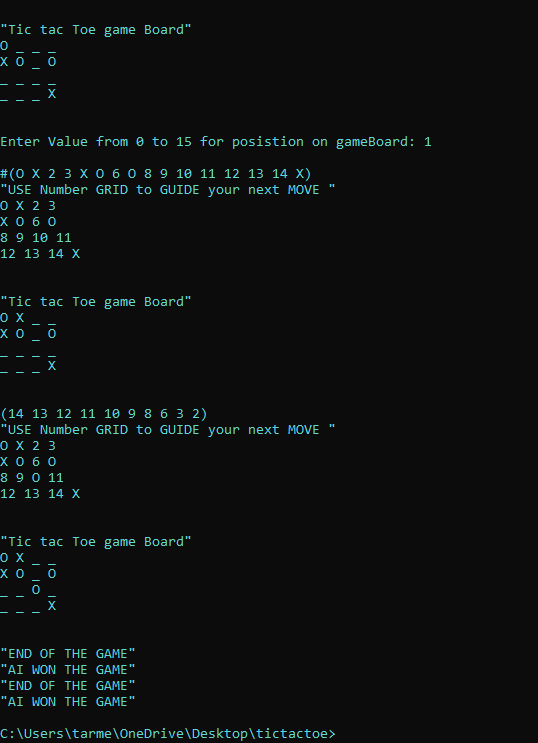 "Tic tac Toe game Board"
O _ _ _
X O _ O
_ _ _ _
_ _ _ X
Enter Value from 0 to 15 for posistion on gameBoard: 1
#(O X 2 3 X O 6 O 8 9 10 11 12 13 14 X)
"USE Number GRID to GUIDE your next MOVE "
O X 2 3
X O 6 O
8 9 10 11
12 13 14 X
"Tic tac Toe game Board"
O X _ _
X O _ O
_ _ _ _
_ _ _ X
(14 13 12 11 10 9 8 6 3 2)
"USE Number GRID to GUIDE your next MOVE "
O X 2 3
X O 6 O
8 9 O 11
12 13 14 X
"Tic tac Toe game Board"
O X _ _
X O _ O
_ _ O _
_ _ _ X
"END OF THE GAME"
"AI WON THE GAME"
"END OF THE GAME"
"AI WON THE GAME"
C:\Users\tarme\OneDrive\Desktop\tictactoe>